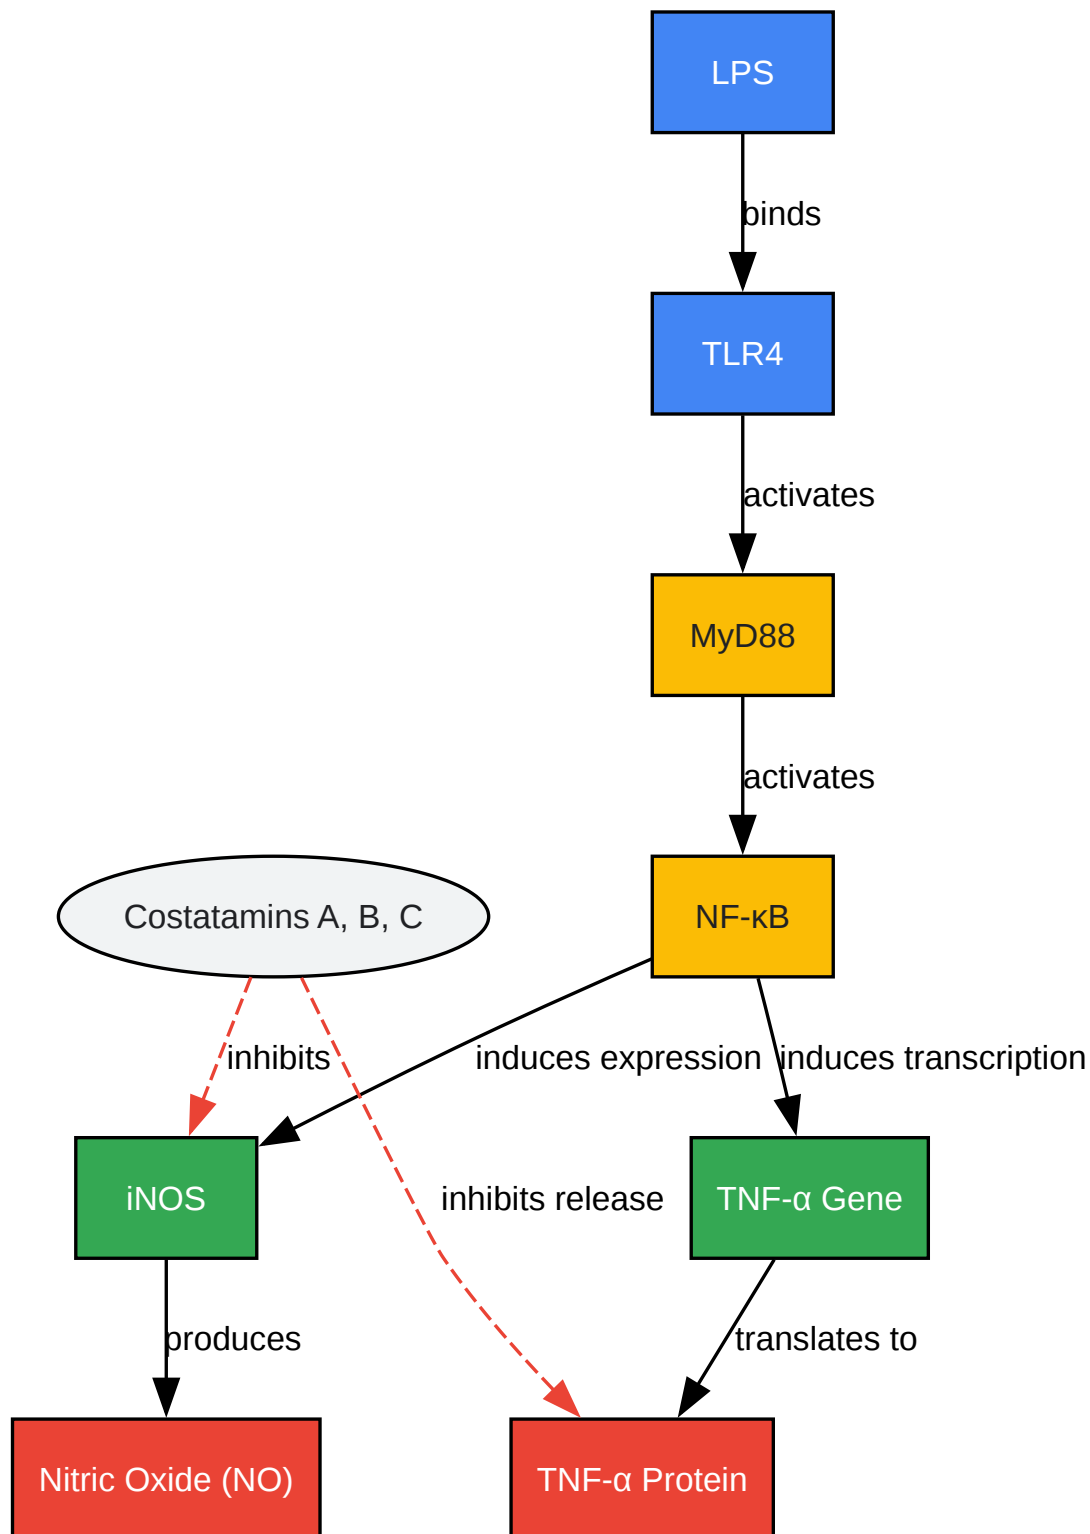 LPS
binds
TLR4
activates
MyD88
activates
Costatamins A, B, C
NF-κB
inhibits
induces expression
induces transcription
iNOS
inhibits release
TNF-α Gene
produces
translates to
Nitric Oxide (NO)
TNF-α Protein